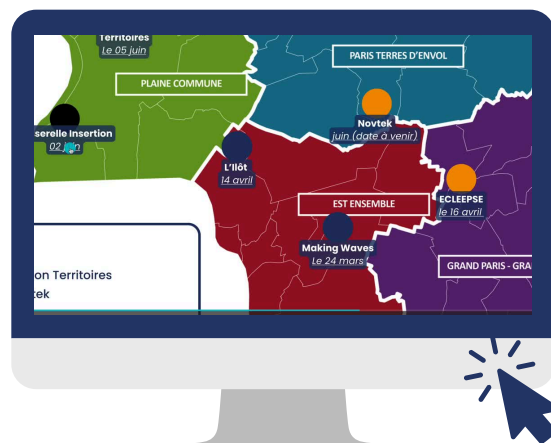 Territoires
Le 05 juin
PARIS TERRES D'ENVOL
PLAINE COMMUNE
Novtek
juin (date à venir)
serelle Insertion
02 juin
L'Ilôt
14 avril
EST ENSEMBLE
ECLEEPSE
le 16 avril
Making Waves
Le 24 mars
GRAND PARIS - GRA
on Territoires
tek